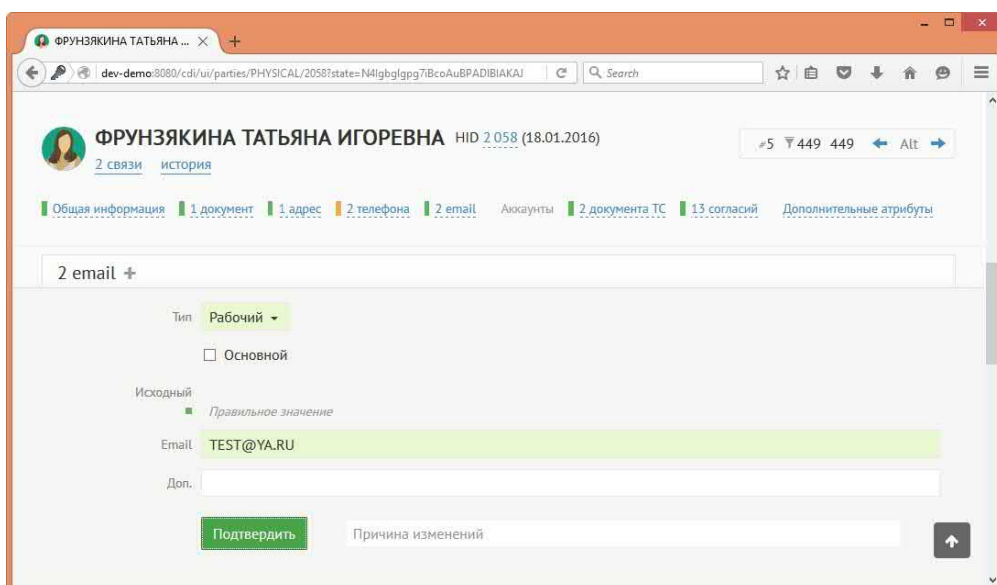 ФРУНЗЯКИНА ТАТЬЯНА ...
dev-demo:8080/cdi/ui/parties/PHYSICAL/2058?state=N4IgbgIgpg7iBcoAuBPADIBIAKAJ
Search
ФРУНЗЯКИНА ТАТЬЯНА ИГОРЕВНА HID 2 058 (18.01.2016)
5 449 449 Alt
2 связи история
Общая информация 1 документ 1 адрес 2 телефона 2 email Аккаунты 2 документа ТС 13 согласий Дополнительные атрибуты
2 email +
Тип Рабочий
Основной
Исходный
Правильное значение
Email TEST@YA.RU
Доп.
Подтвердить Причина изменений